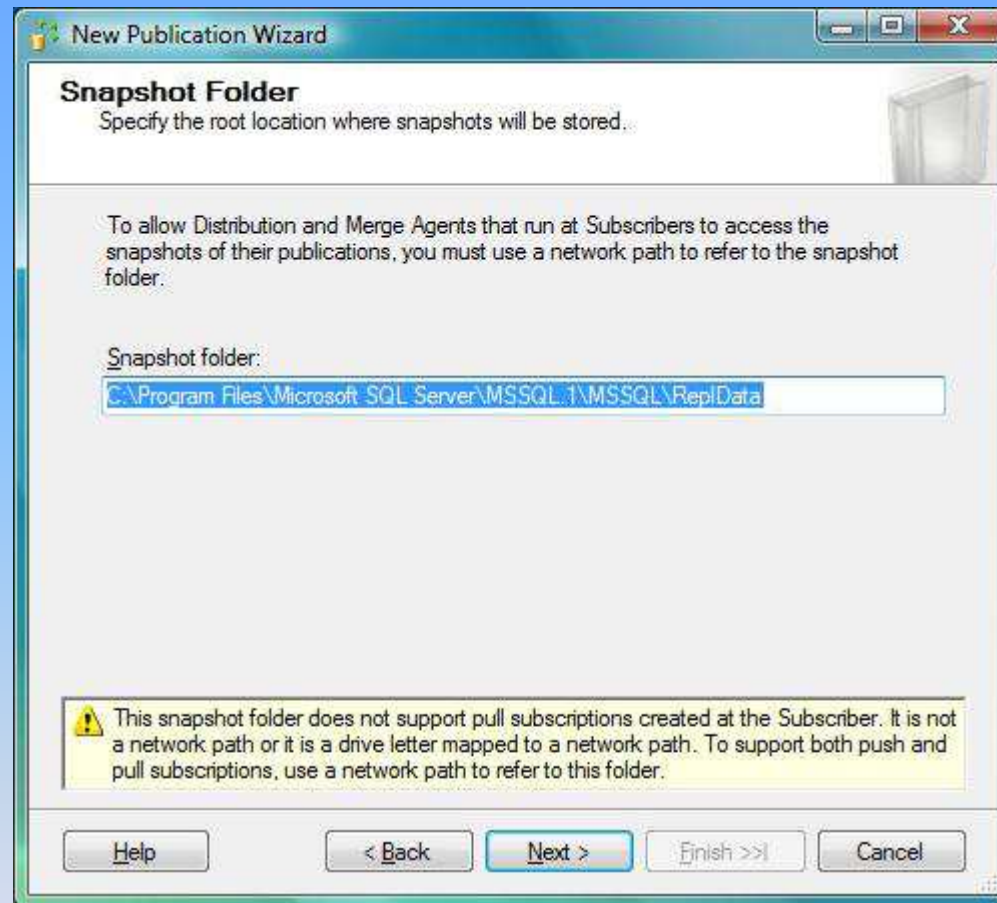 New Publication Wizard
Snapshot Folder
Specify the root location where snapshots will be stored.
To allow Distribution and Merge Agents that run at Subscribers to access the
snapshots of their publications, you must use a network path to refer to the snapshot
folder.
Snapshot folder:
C:\Program Files\Microsoft SQL Server\MSSQL.1\MSSQL\ReplData
This snapshot folder does not support pull subscriptions created at the Subscriber. It is not
a network path or it is a drive letter mapped to a network path. To support both push and
pull subscriptions, use a network path to refer to this folder.
Help < Back Next > Finish >>| Cancel